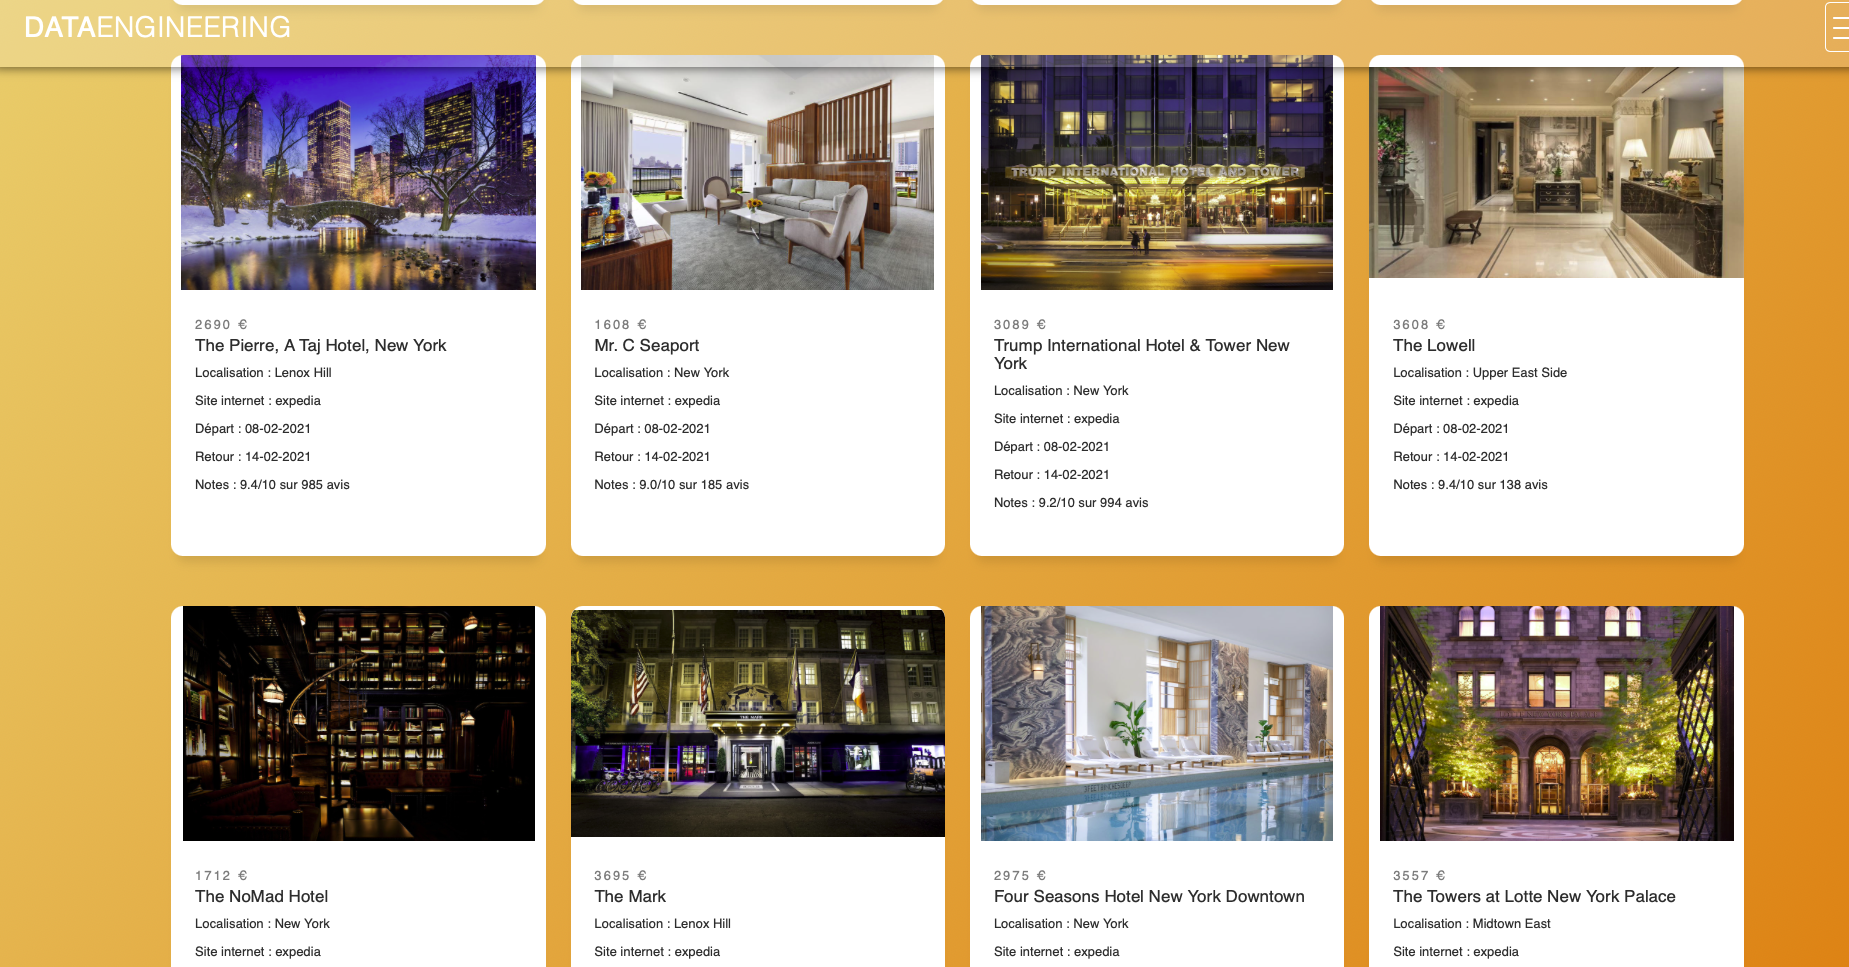 DATAENGINEERING
TRUMP INTERNATIONAL HOTEL AND TOWER
2690 €
The Pierre, A Taj Hotel, New York
Localisation : Lenox Hill
Site internet : expedia
Départ : 08-02-2021
Retour : 14-02-2021
Notes : 9.4/10 sur 985 avis
1608 €
Mr. C Seaport
Localisation : New York
Site internet : expedia
Départ : 08-02-2021
Retour : 14-02-2021
Notes : 9.0/10 sur 185 avis
3089 €
Trump International Hotel & Tower New
York
Localisation : New York
Site internet : expedia
Départ : 08-02-2021
Retour : 14-02-2021
Notes : 9.2/10 sur 994 avis
3608 €
The Lowell
Localisation : Upper East Side
Site internet : expedia
Départ : 08-02-2021
Retour : 14-02-2021
Notes : 9.4/10 sur 138 avis
THE MARK
1712 €
The NoMad Hotel
Localisation : New York
Site internet : expedia
3695 €
The Mark
Localisation : Lenox Hill
Site internet : expedia
2975 €
Four Seasons Hotel New York Downtown
Localisation : New York
Site internet : expedia
3557 €
The Towers at Lotte New York Palace
Localisation : Midtown East
Site internet : expedia